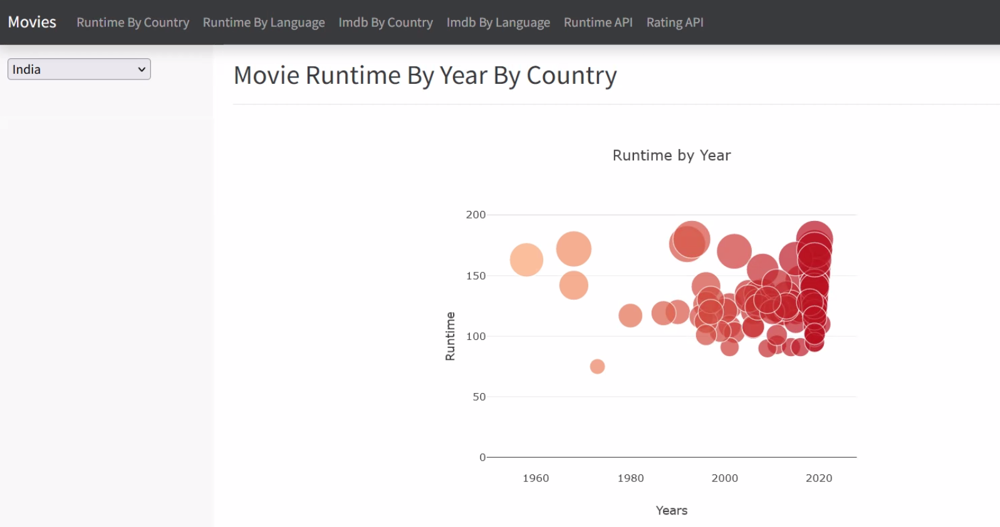 Movies Runtime By Country Runtime By Language Imdb By Country Imdb By Language Runtime API Rating API
India
Movie Runtime By Year By Country
Runtime by Year
200
150
100
50
0
Runtime
1960 1980 2000 2020
Years